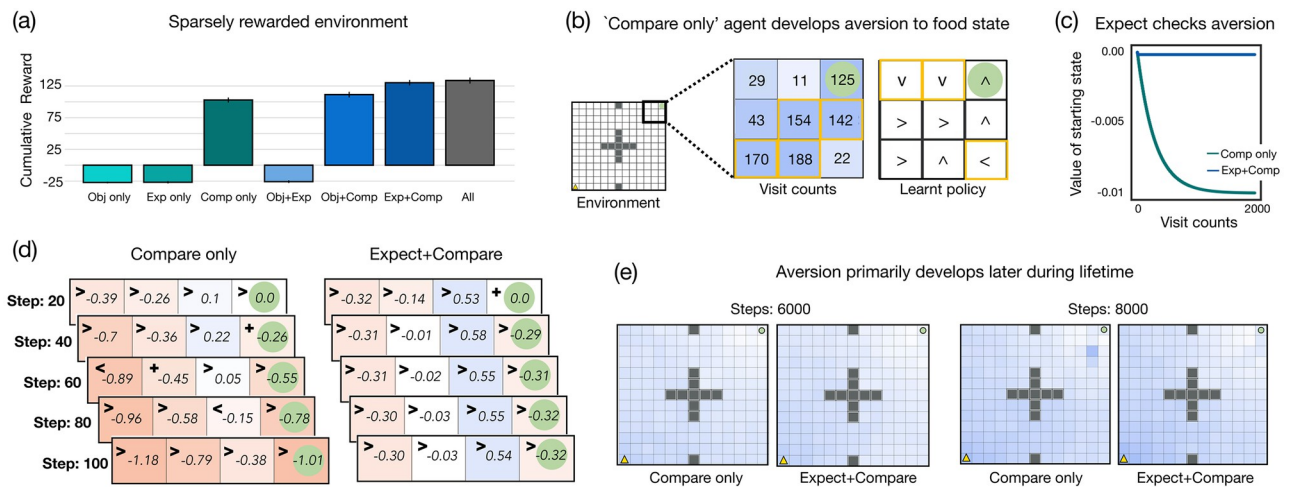 (a) Sparsely rewarded environment
Cumulative Reward
125
75
25
-25
Obj only Exp only Comp only Obj+Exp Obj+Comp Exp+Comp All
(b) `Compare only' agent develops aversion to food state
29 11 125
43 154 142
170 188 22
v v ^
> > ^
> ^ <
Environment
Visit counts
Learnt policy
(c) Expect checks aversion
Value of starting state
0.00
-0.005
-0.01
Comp only
Exp+Comp
0 2000
Visit counts
(d)
Compare only
Step: 20 >-0.39 >-0.26 >0.1 >0.0
Step: 40 >-0.7 >-0.36 >0.22 +-0.26
Step: 60 <-0.89 +-0.45 >0.05 >-0.55
Step: 80 >-0.96 >-0.58 <-0.15 >-0.78
Step: 100 >-1.18 >-0.79 >-0.38 >-1.01
Expect+Compare
>-0.32 >-0.14 >0.53 +0.0
>-0.31 >-0.01 >0.58 >-0.29
>-0.31 >-0.02 >0.55 >-0.31
>-0.30 >-0.03 >0.55 >-0.32
>-0.30 >-0.03 >0.54 >-0.32
(e) Aversion primarily develops later during lifetime
Steps: 6000
Steps: 8000
Compare only
Expect+Compare
Compare only
Expect+Compare